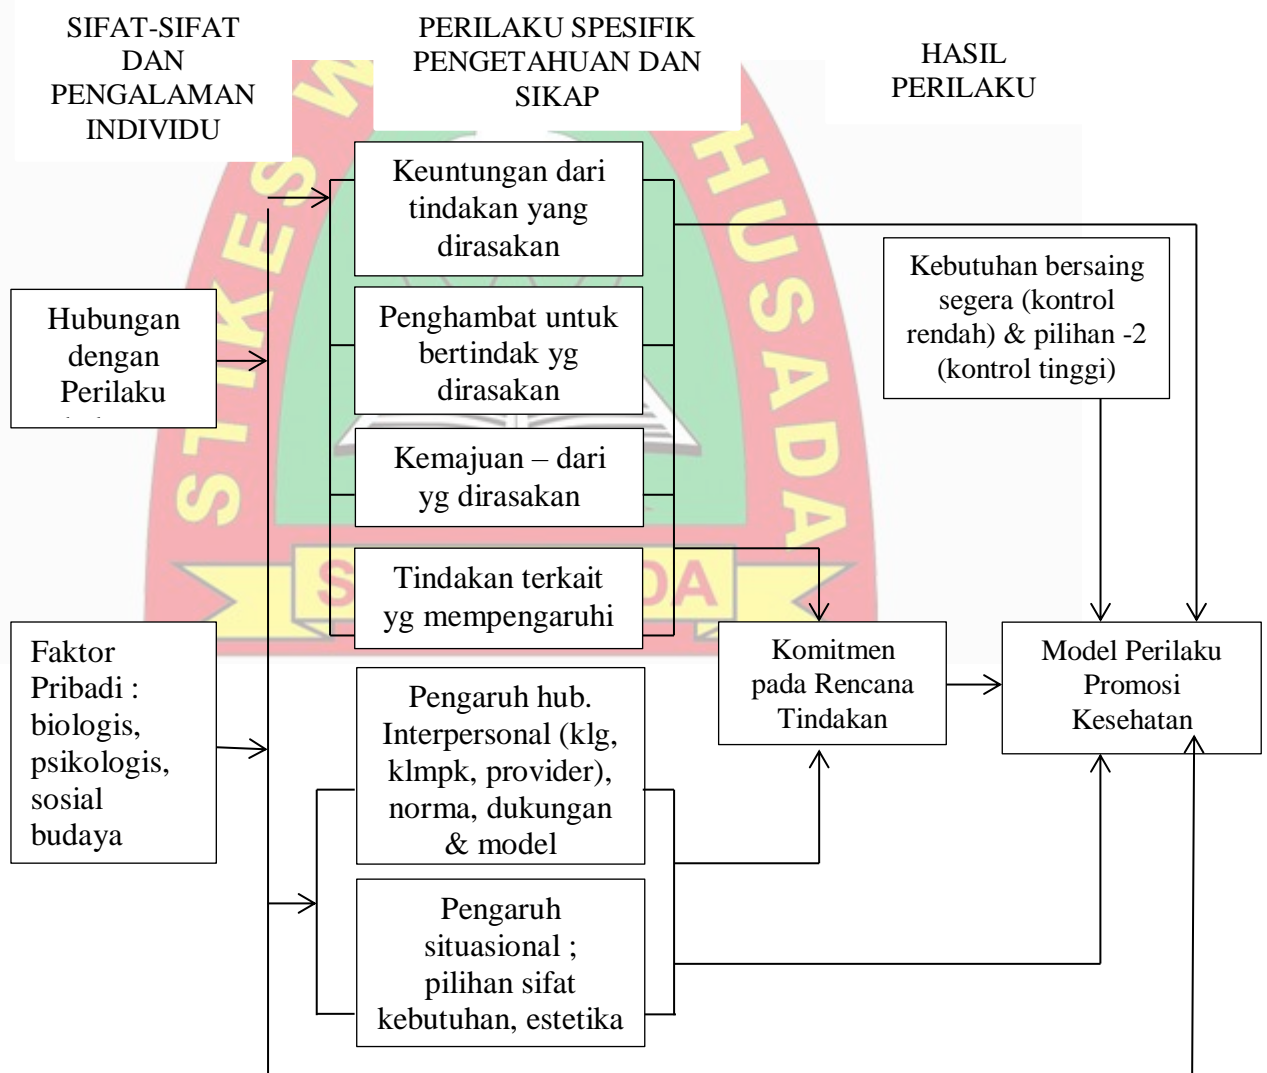 SIFAT-SIFAT
DAN
PENGALAMAN
INDIVIDU
PERILAKU SPESIFIK
PENGETAHUAN DAN
SIKAP
HASIL
PERILAKU
Keuntungan dari
tindakan yang
dirasakan
Kebutuhan bersaing
segera (kontrol
rendah) & pilihan -2
(kontrol tinggi)
Hubungan
dengan
Perilaku
Penghambat untuk
bertindak yg
dirasakan
Kemajuan – dari
yg dirasakan
Tindakan terkait
yg mempengaruhi
Faktor
Pribadi :
biologis,
psikologis,
sosial
budaya
Pengaruh hub.
Interpersonal (klg,
klmpk, provider),
norma, dukungan
& model
Komitmen
pada Rencana
Tindakan
Model Perilaku
Promosi
Kesehatan
Pengaruh
situasional ;
pilihan sifat
kebutuhan, estetika
STIKES W
HUSADA